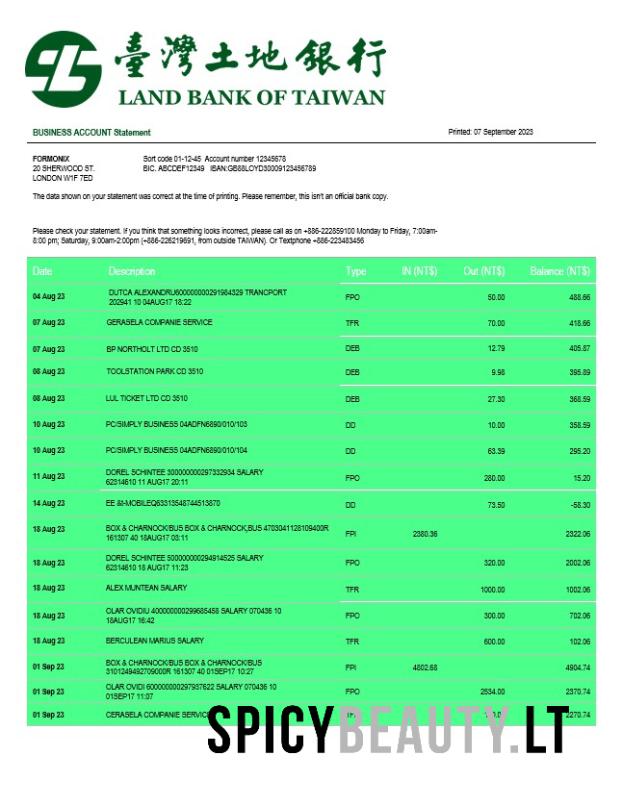 臺灣土地銀行
LAND BANK OF TAIWAN
BUSINESS ACCOUNT Statement Printed: 07 September 2023
FORMONIX Sort code 01-12-45 Account number 12345678
20 SHERWOOD ST. BIC. ABCDEF12349 IBAN:GB88LOYD30009123456789
LONDON W1F 7ED
The data shown on your statement was correct at the time of printing. Please remember, this isn't an official bank copy.
Please check your statement. If you think that something looks incorrect, please call as on +886-222859100 Monday to Friday, 7:00am-
8:00 pm; Saturday, 9:00am-2:00pm (+886-226219691, from outside TAIWAN). Or Textphone +886-223483456
Date Description Type IN (NT$) Out (NT$) Balance (NT$)
04 Aug 23 DUTCA ALEXANDRU600000000291984329 TRANCPORT FPO 50.00 488.66
202941 10 04AUG17 18:22
07 Aug 23 GERASELA COMPANIE SERVICE TFR 70.00 418.66
07 Aug 23 BP NORTHOLT LTD CD 3510 DEB 12.79 405.87
08 Aug 23 TOOLSTATION PARK CD 3510 DEB 9.98 395.89
08 Aug 23 LUL TICKET LTD CD 3510 DEB 27.30 368.59
10 Aug 23 PC/SIMPLY BUSINESS 04ADFN6890/010/103 DD 10.00 358.59
10 Aug 23 PC/SIMPLY BUSINESS 04ADFN6890/010/104 DD 63.39 295.20
11 Aug 23 DOREL SCHINTEE 300000000297332934 SALARY FPO 280.00 15.20
62314610 11 AUG17 20:11
14 Aug 23 EE &t-MOBILEQ63313548744513870 DD 73.50 -58.30
18 Aug 23 BOX & CHARNOCK/BUS BOX & CHARNOCK,BUS 4703041128109400R FPI 2380.36 2322.06
161307 40 18AUG17 03:11
18 Aug 23 DOREL SCHINTEE 500000000294914525 SALARY FPO 320.00 2002.06
62314610 18 AUG17 11:23
18 Aug 23 ALEX MUNTEAN SALARY TFR 1000.00 1002.06
18 Aug 23 OLAR OVIDIU 400000000299685458 SALARY 070436 10 FPO 300.00 702.06
18AUG17 16:42
18 Aug 23 BERCULEAN MARIUS SALARY TFR 600.00 102.06
01 Sep 23 BOX & CHARNOCK/BUS BOX & CHARNOCK/BUS FPI 4802.68 4904.74
3101249492709000R 161307 40 01SEP17 10:27
01 Sep 23 OLAR OVIDI 600000000297937622 SALARY 070436 10 FPO 2534.00 2370.74
01SEP17 11:07
01 Sep 23 CERASELA COMPANIE SERVICE 2270.74
SPICYBEAUTY.LT